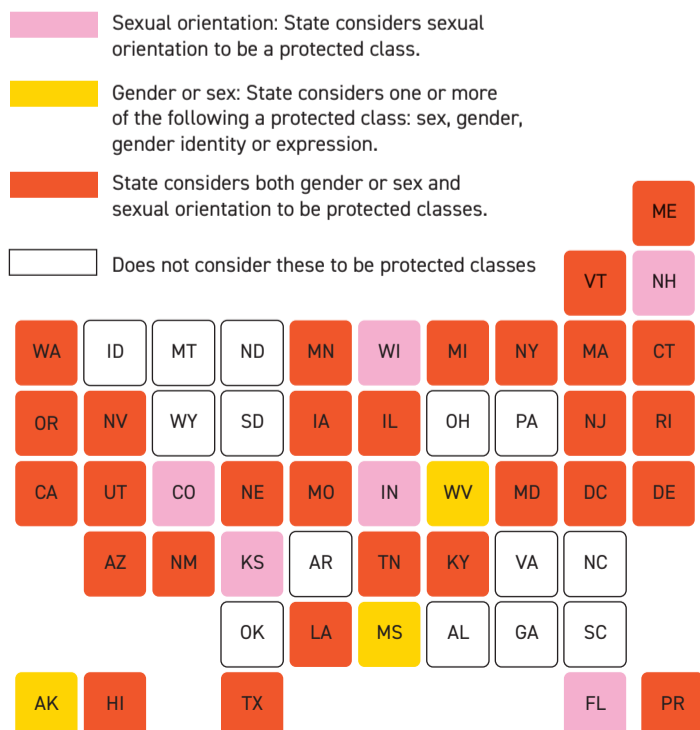 Sexual orientation: State considers sexual
orientation to be a protected class.
Gender or sex: State considers one or more
of the following a protected class: sex, gender,
gender identity or expression.
State considers both gender or sex and
sexual orientation to be protected classes.
Does not consider these to be protected classes
ME
VT NH
WA ID MT ND MN WI MI NY MA CT
OR NV WY SD IA IL OH PA NJ RI
CA UT CO NE MO IN WV MD DC DE
AZ NM KS AR TN KY VA NC
OK LA MS AL GA SC
AK HI TX FL PR